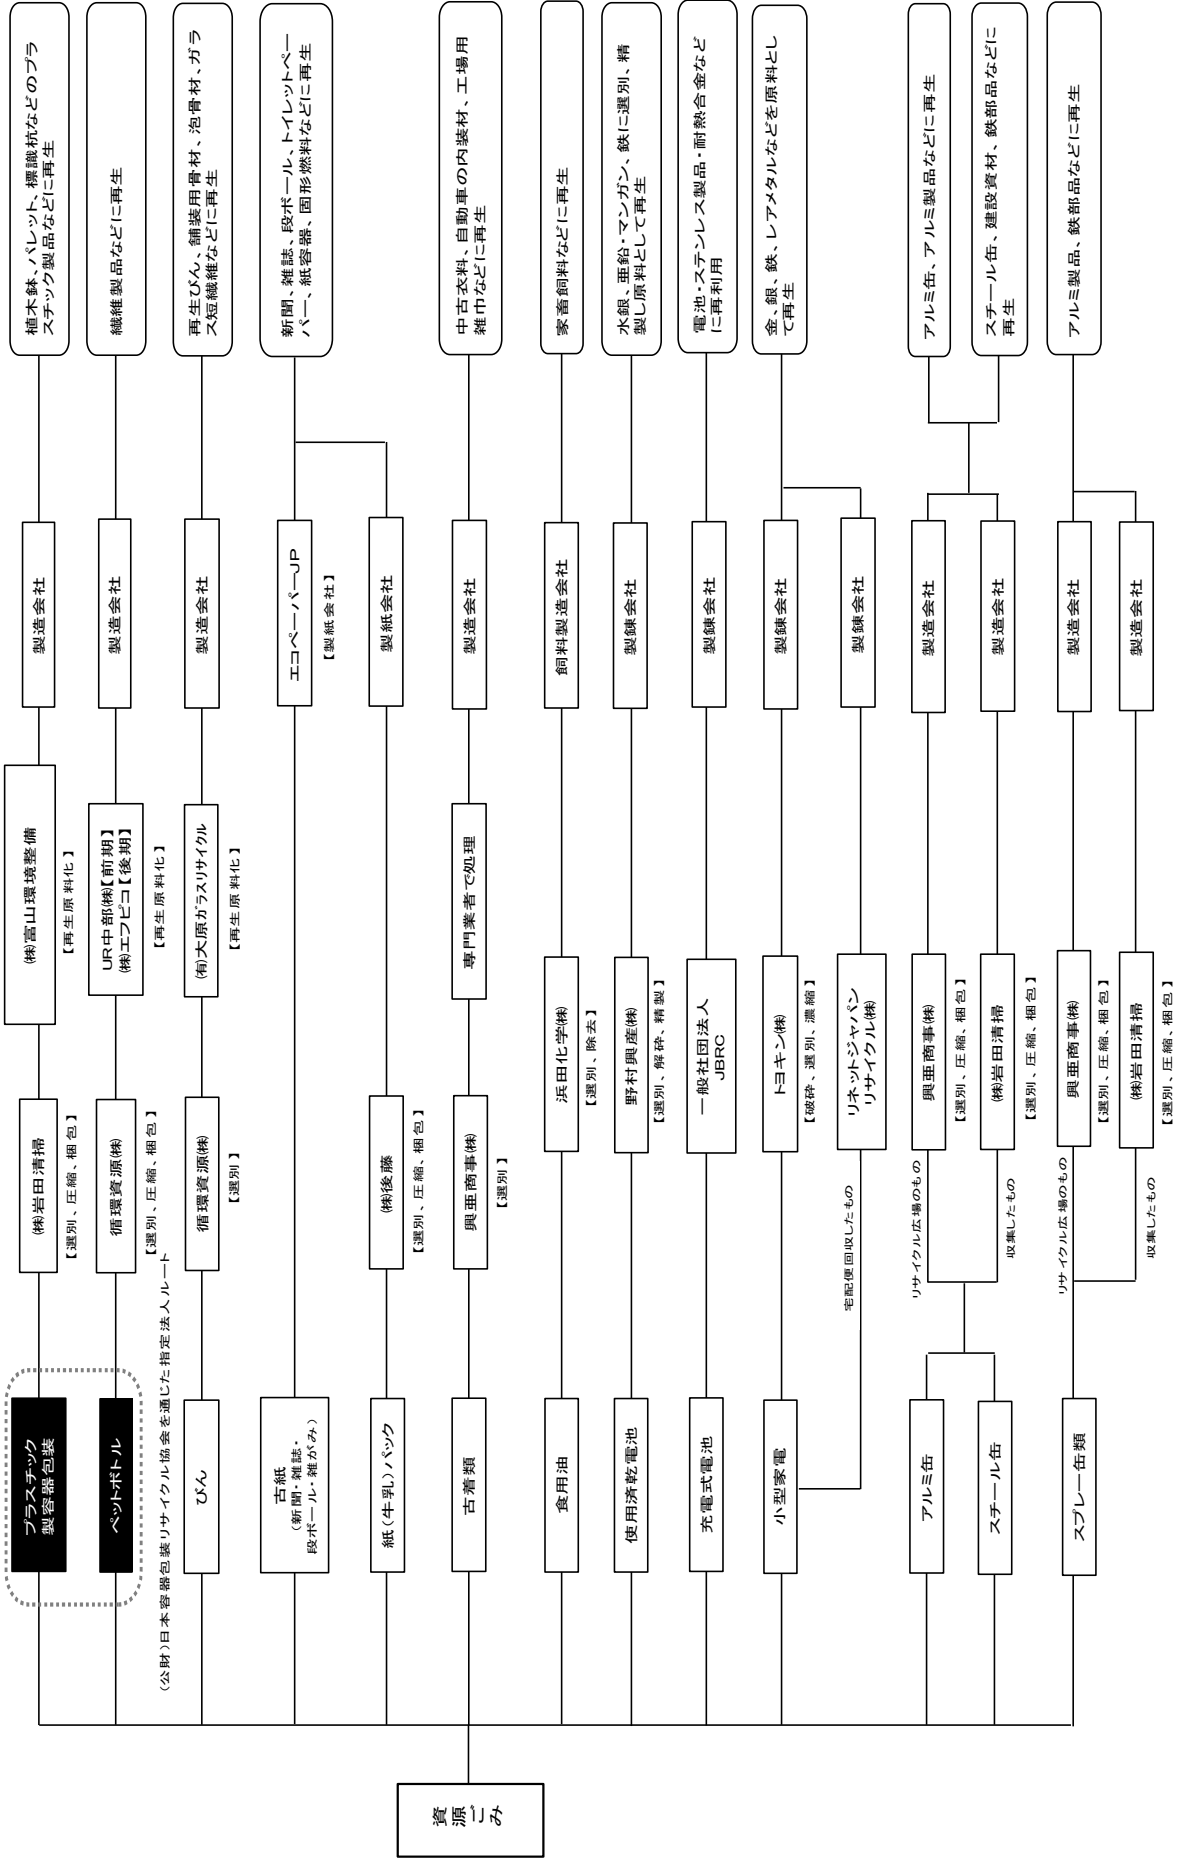 資源ごみ
プラスチック
製容器包装
㈱岩田清掃
【選別、圧縮、梱包】
㈱富山環境整備
【再生原料化】
製造会社
植木鉢、パレット、標識杭などのプラ
スチック製品などに再生
ペットボトル
循環資源㈱
【選別、圧縮、梱包】
UR中部㈱【前期】
㈱エフピコ【後期】
【再生原料化】
製造会社
繊維製品などに再生
（公財）日本容器包装リサイクル協会を通じた指定法人ルート
びん
循環資源㈱
【選別】
㈲大原ガラスリサイクル
【再生原料化】
製造会社
再生びん、舗装用骨材、泡骨材、ガラ
ス短繊維などに再生
古紙
（新聞・雑誌・
段ボール・雑がみ）
エコペーパーJP
【製紙会社】
新聞、雑誌、段ボール、トイレットペー
パー、紙容器、固形燃料などに再生
紙（牛乳）パック
㈱後藤
【選別、圧縮、梱包】
製紙会社
古着類
興亜商事㈱
【選別】
専門業者で処理
製造会社
中古衣料、自動車の内装材、工場用
雑巾などに再生
食用油
浜田化学㈱
【選別、除去】
飼料製造会社
家畜飼料などに再生
使用済乾電池
野村興産㈱
【選別、解砕、精製】
製錬会社
水銀、亜鉛・マンガン、鉄に選別、精
製し原料として再生
充電式電池
一般社団法人
JBRC
製錬会社
電池・ステンレス製品・耐熱合金など
に再利用
小型家電
トヨキン㈱
【破砕、選別、濃縮】
製錬会社
金、銀、鉄、レアメタルなどを原料とし
て再生
宅配便回収したもの
リネットジャパン
リサイクル㈱
製錬会社
アルミ缶
リサイクル広場のもの
興亜商事㈱
【選別、圧縮、梱包】
製造会社
アルミ缶、アルミ製品などに再生
スチール缶
収集したもの
㈱岩田清掃
【選別、圧縮、梱包】
製造会社
スチール缶、建設資材、鉄部品などに
再生
スプレー缶類
リサイクル広場のもの
興亜商事㈱
【選別、圧縮、梱包】
製造会社
アルミ製品、鉄部品などに再生
収集したもの
㈱岩田清掃
【選別、圧縮、梱包】
製造会社